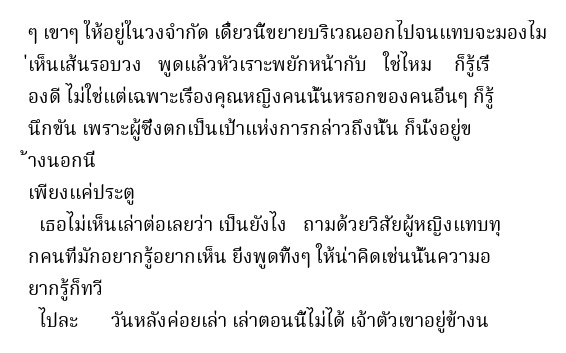 ๆ เขาๆ ให้อยู่ในวงจำกัด เดี๋ยวนี้ขยายบริเวณออกไปจนแทบจะมองไม
่เห็นเส้นรอบวง   พูดแล้วหัวเราะพยักหน้ากับ   ใช่ไหม     ก็รู้เรื่
องดี ไม่ใช่แต่เฉพาะเรื่องคุณหญิงคนนั้นหรอกของคนอื่นๆ ก็รู้
นึกขัน เพราะผู้ซึ่งตกเป็นเป้าแห่งการกล่าวถึงนั้น ก็นั่งอยู่ข
้างนอกนี้
เพียงแค่ประตู
  เธอไม่เห็นเล่าต่อเลยว่า เป็นยังไง   ถามด้วยวิสัยผู้หญิงแทบทุ
กคนที่มักอยากรู้อยากเห็น ยิ่งพูดทิ้งๆ ให้น่าคิดเช่นนั้นความอ
ยากรู้ก็ทวี
  ไปละ      วันหลังค่อยเล่า เล่าตอนนี้ไม่ได้ เจ้าตัวเขาอยู่ข้างน